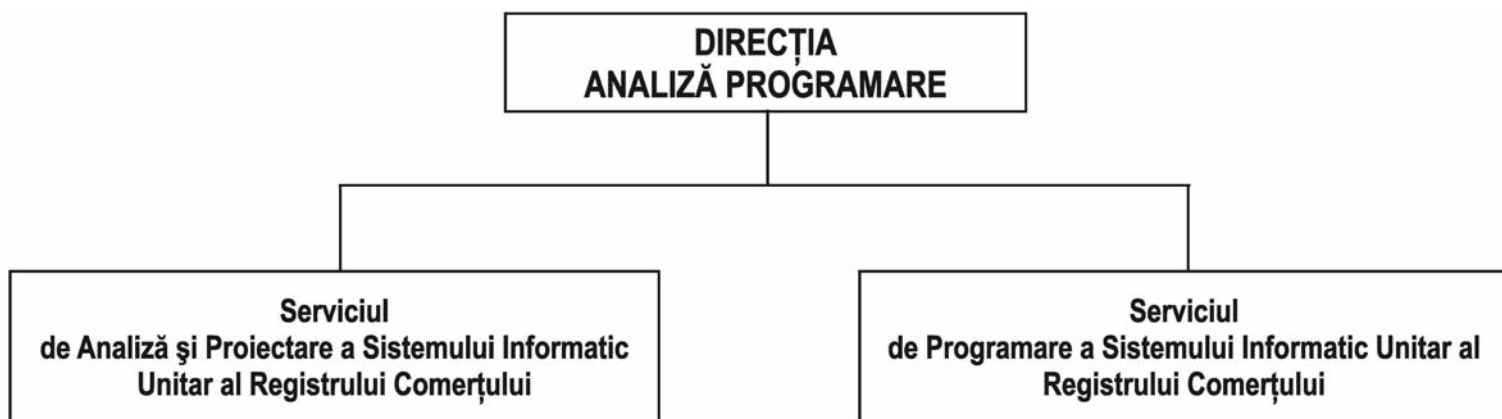 DIRECȚIA
ANALIZĂ PROGRAMARE
Serviciul
de Analiză şi Proiectare a Sistemului Informatic
Unitar al Registrului Comerțului
Serviciul
de Programare a Sistemului Informatic Unitar al
Registrului Comerțului